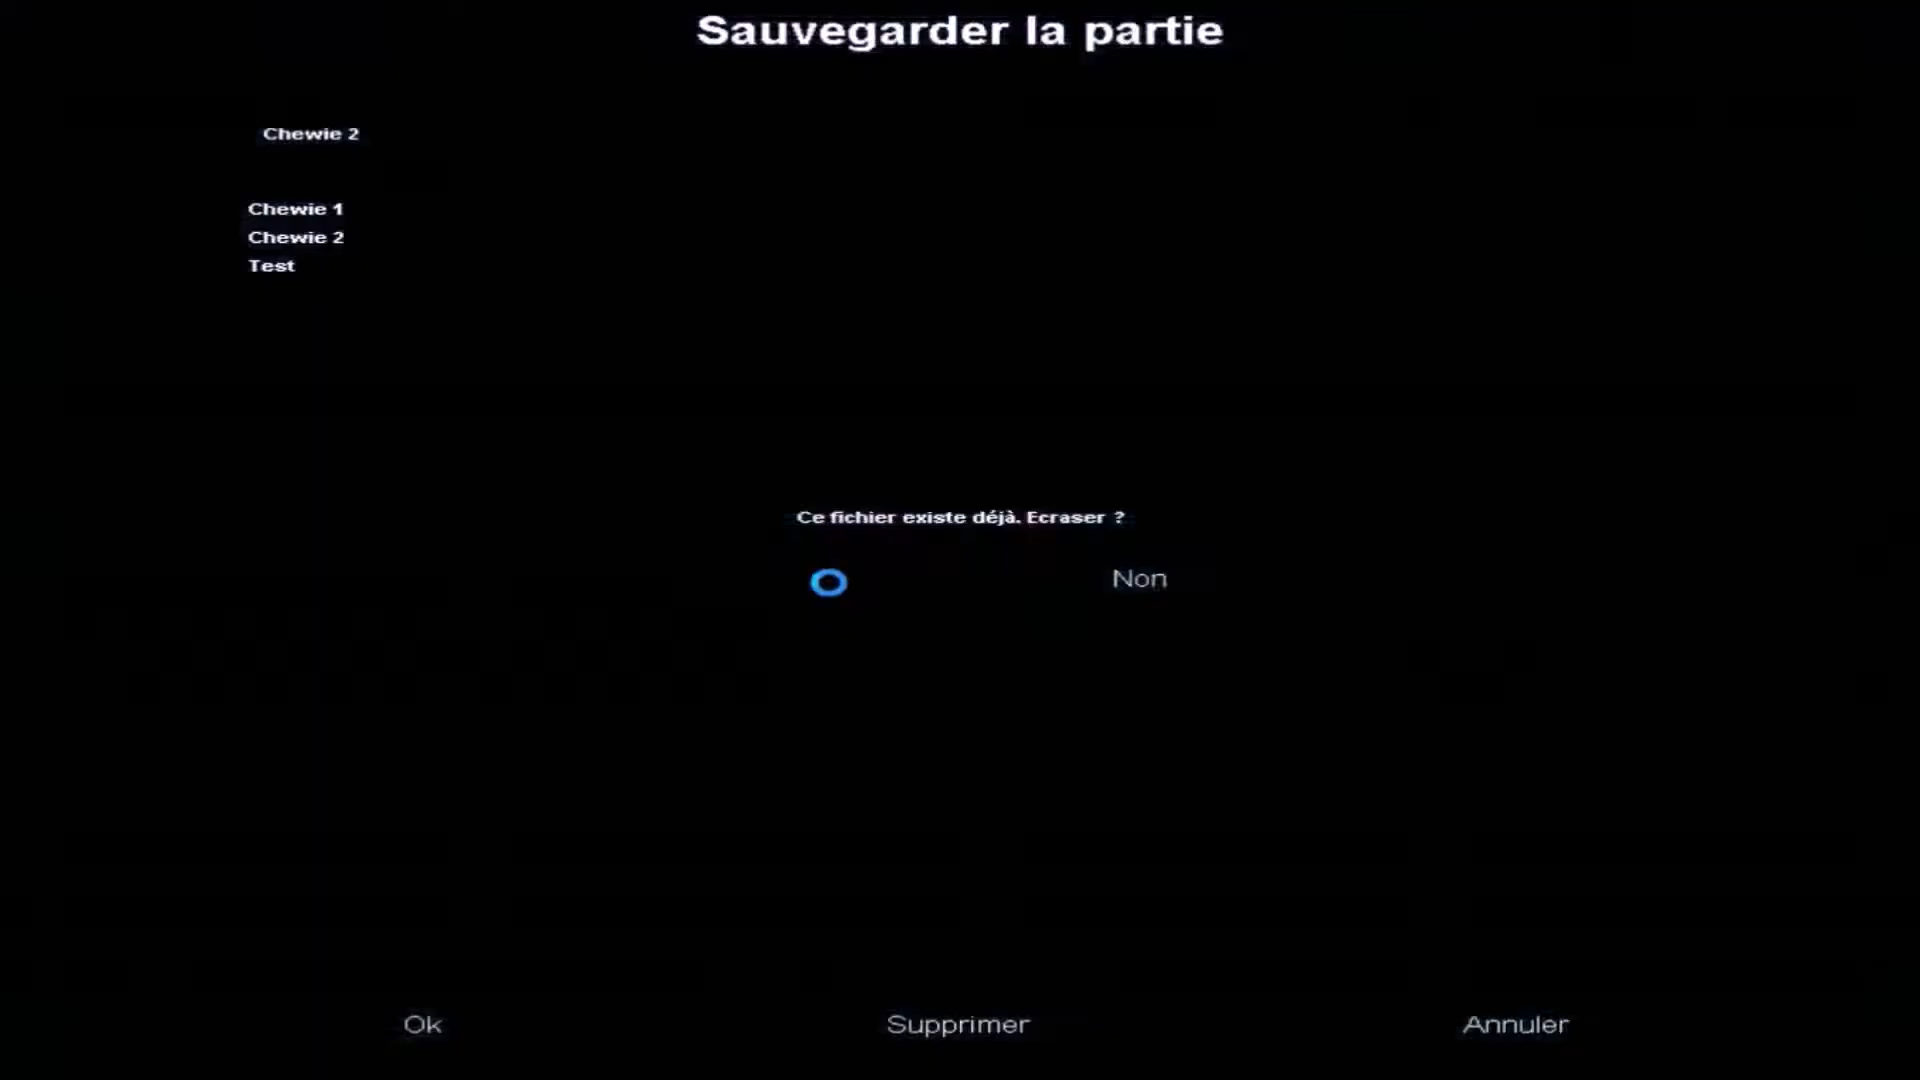 Sauvegarder la partie
Chewie 2
Chewie 1
Chewie 2
Test
Ce fichier existe déjà. Ecraser ?
Non
Ok
Supprimer
Annuler